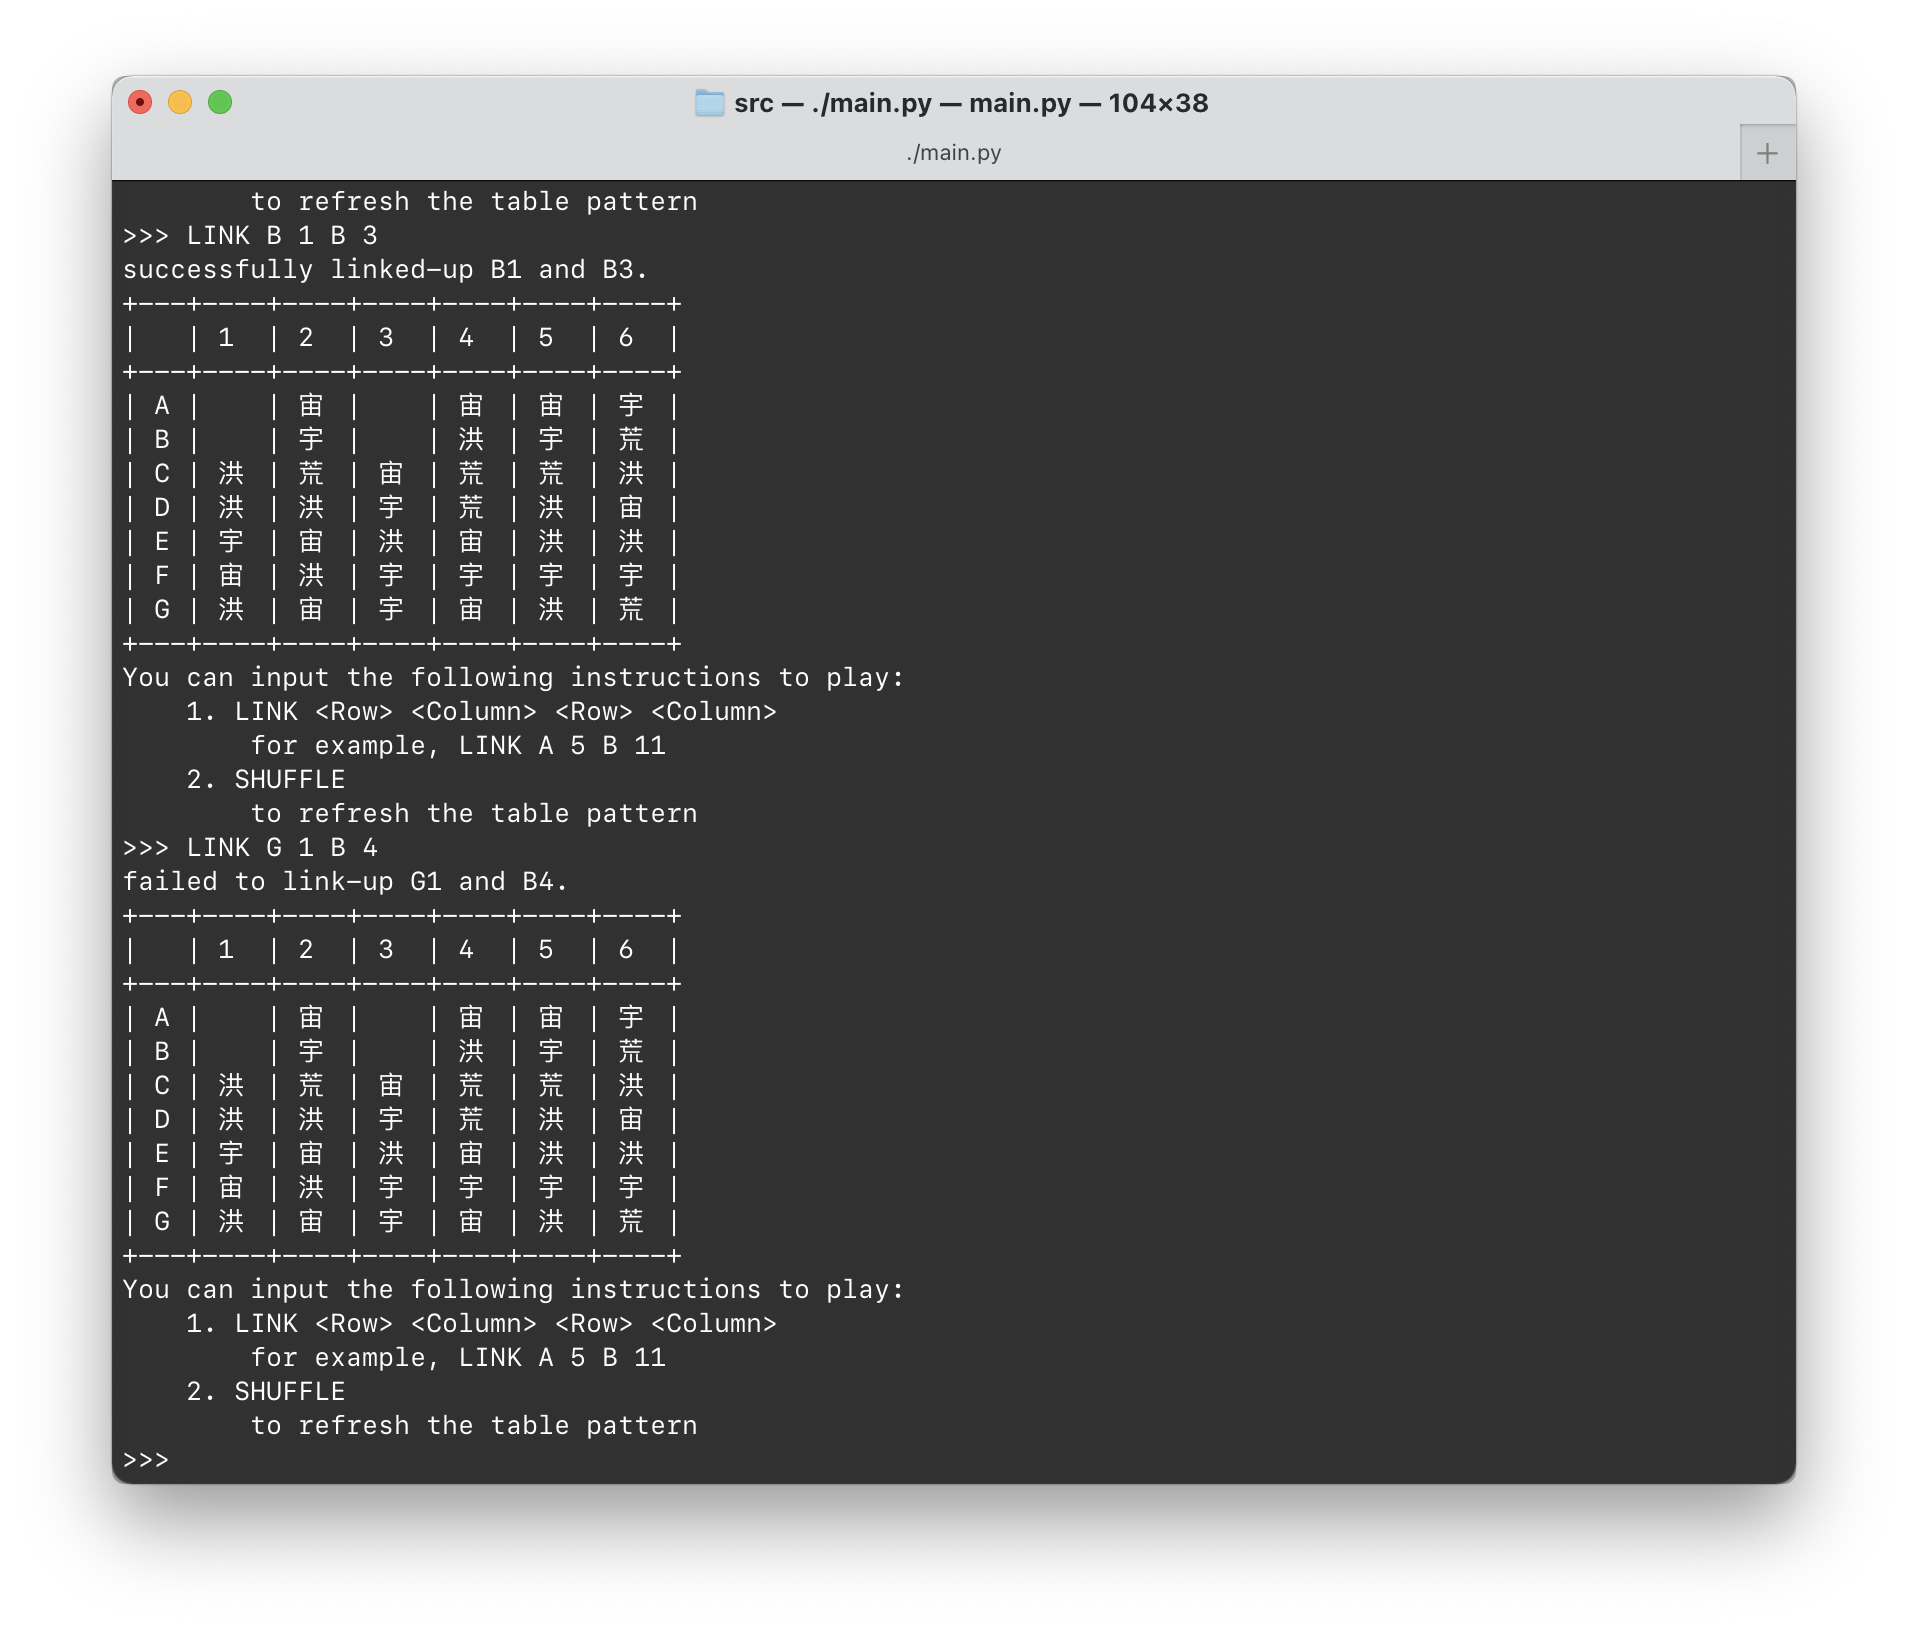 src — ./main.py — main.py — 104×38
./main.py
        to refresh the table pattern
>>> LINK B 1 B 3
successfully linked-up B1 and B3.
+---+----+----+----+----+----+----+
|   | 1  | 2  | 3  | 4  | 5  | 6  |
+---+----+----+----+----+----+----+
| A |    | 宙 |    | 宙 | 宙 | 宇 |
| B |    | 宇 |    | 洪 | 宇 | 荒 |
| C | 洪 | 荒 | 宙 | 荒 | 荒 | 洪 |
| D | 洪 | 洪 | 宇 | 荒 | 洪 | 宙 |
| E | 宇 | 宙 | 洪 | 宙 | 洪 | 洪 |
| F | 宙 | 洪 | 宇 | 宇 | 宇 | 宇 |
| G | 洪 | 宙 | 宇 | 宙 | 洪 | 荒 |
+---+----+----+----+----+----+----+
You can input the following instructions to play:
    1. LINK <Row> <Column> <Row> <Column>
        for example, LINK A 5 B 11
    2. SHUFFLE
        to refresh the table pattern
>>> LINK G 1 B 4
failed to link-up G1 and B4.
+---+----+----+----+----+----+----+
|   | 1  | 2  | 3  | 4  | 5  | 6  |
+---+----+----+----+----+----+----+
| A |    | 宙 |    | 宙 | 宙 | 宇 |
| B |    | 宇 |    | 洪 | 宇 | 荒 |
| C | 洪 | 荒 | 宙 | 荒 | 荒 | 洪 |
| D | 洪 | 洪 | 宇 | 荒 | 洪 | 宙 |
| E | 宇 | 宙 | 洪 | 宙 | 洪 | 洪 |
| F | 宙 | 洪 | 宇 | 宇 | 宇 | 宇 |
| G | 洪 | 宙 | 宇 | 宙 | 洪 | 荒 |
+---+----+----+----+----+----+----+
You can input the following instructions to play:
    1. LINK <Row> <Column> <Row> <Column>
        for example, LINK A 5 B 11
    2. SHUFFLE
        to refresh the table pattern
>>>